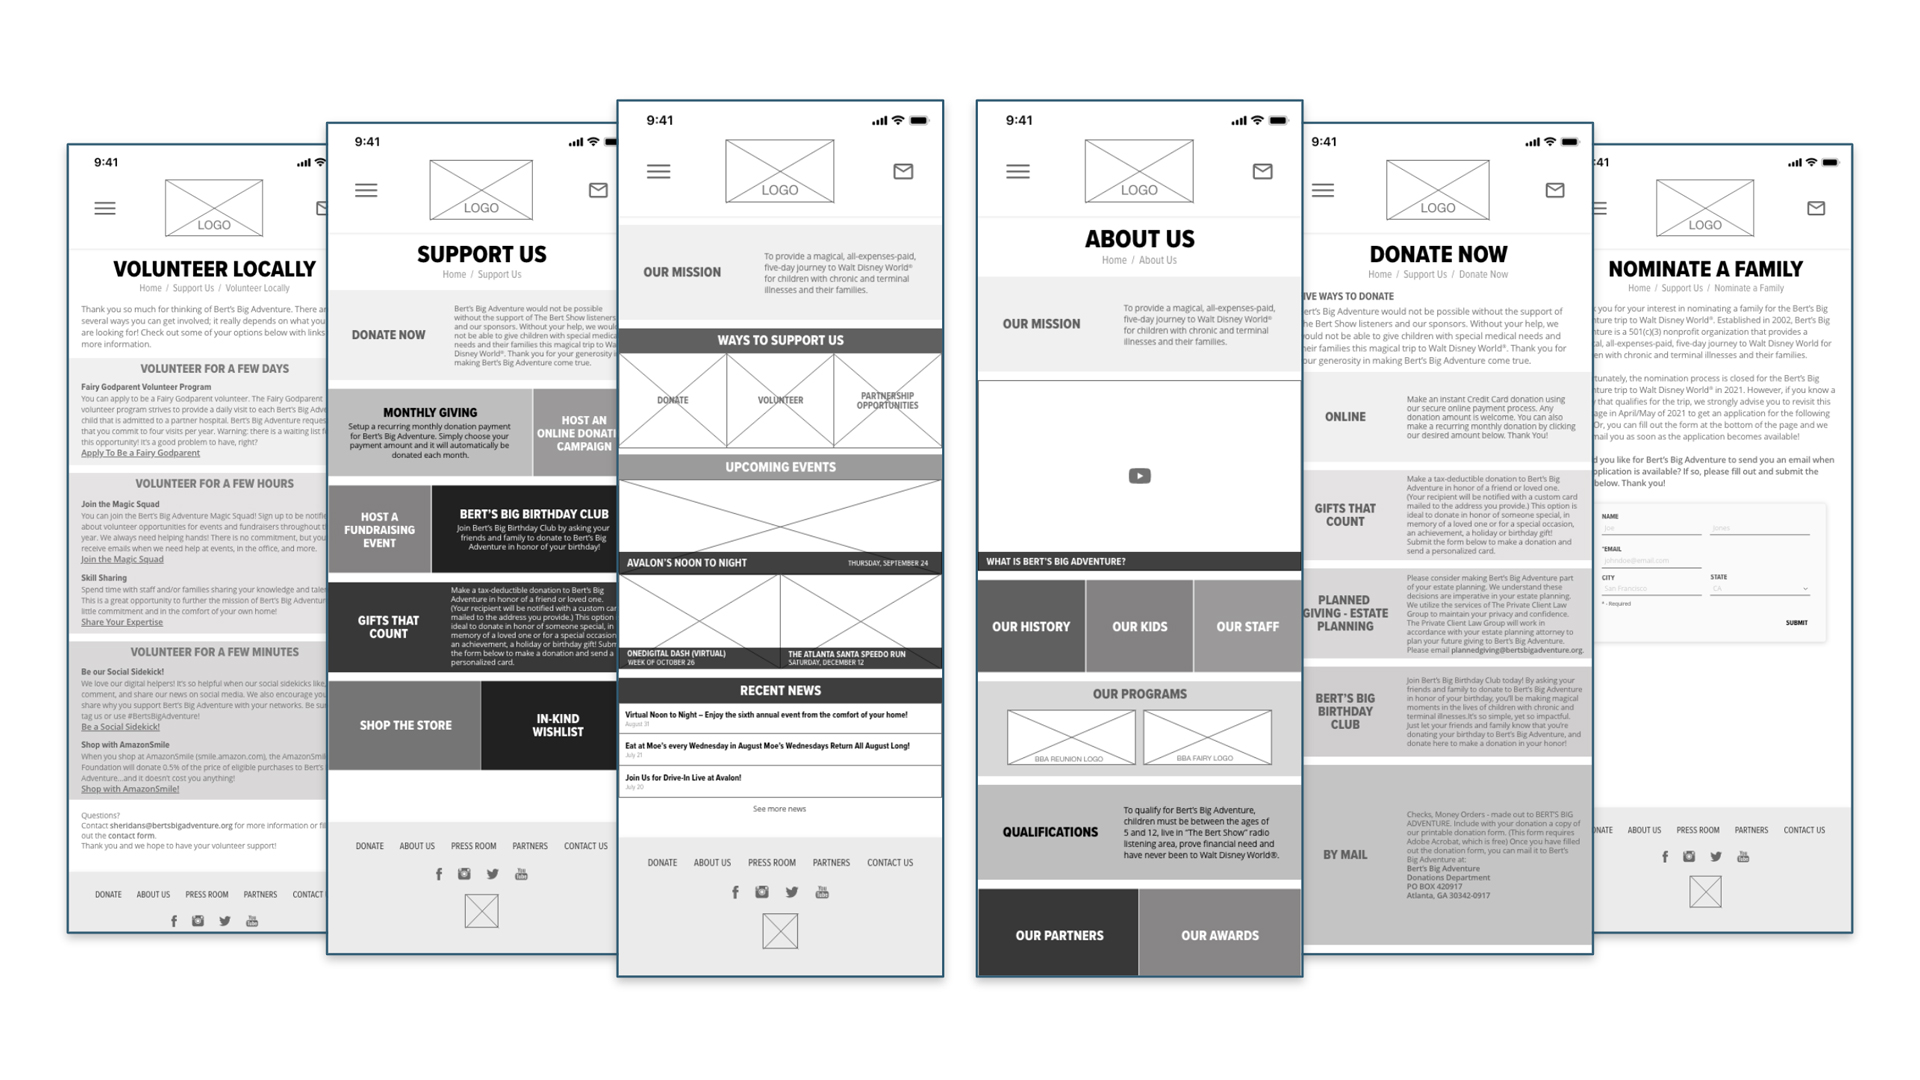 9:41
LOGO
VOLUNTEER LOCALLY
Home / Support Us / Volunteer Locally
Thank you so much for thinking of Bert's Big Adventure. There are
several ways you can get involved; it really depends on what you
are looking for! Check out some of your options below with links
more information.
VOLUNTEER FOR A FEW DAYS
Fairy Godparent Volunteer Program
You can apply to be a Fairy Godparent volunteer. The Fairy Godparent
volunteer program strives to provide a daily visit to each Bert's Big Adve
child that is admitted to a partner hospital. Bert's Big Adventure reques
that you commit to four visits per year. Warning: there is a waiting list f
this opportunity! It's a good problem to have, right?
Apply To Be a Fairy Godparent
VOLUNTEER FOR A FEW HOURS
Join the Magic Squad
You can join the Bert's Big Adventure Magic Squad! Sign up to be notifie
about volunteer opportunities for events and fundraisers throughout t
year. We always need helping hands! There is no commitment, but you
receive emails when we need help at events, in the office, and more.
Join the Magic Squad
Skill Sharing
Spend time with staff and/or families sharing your knowledge and tale
This is a great opportunity to further the mission of Bert's Big Adventur
little commitment and in the comfort of your own home!
Share Your Expertise
VOLUNTEER FOR A FEW MINUTES
Be our Social Sidekick!
We love our digital helpers! It's so helpful when our social sidekicks like,
comment, and share our news on social media. We also encourage you
share why you support Bert's Big Adventure with your networks. Be sur
tag us or use #BertsBigAdventure!
Be a Social Sidekick!
Shop with AmazonSmile
When you shop at AmazonSmile (smile.amazon.com), the AmazonSmil
Foundation will donate 0.5% of the price of eligible purchases to Bert's
Adventure...and it doesn't cost you anything!
Shop with AmazonSmile!
Questions?
Contact sheridans@bertsbigadventure.org for more information or fil
out the contact form.
Thank you and we hope to have your volunteer support!
DONATE ABOUT US PRESS ROOM PARTNERS CONTACT
You Tube
9:41
LOGO
SUPPORT US
Home / Support Us
DONATE NOW
Bert's Big Adventure would not be possible
without the support of The Bert Show listeners
and our sponsors. Without your help, we woul
not be able to give children with special medica
needs and their families this magical trip to Wa
Disney World®. Thank you for your generosity i
making Bert's Big Adventure come true.
MONTHLY GIVING
Setup a recurring monthly donation payment
for Bert's Big Adventure. Simply choose your
payment amount and it will automatically be
donated each month.
HOST AN
ONLINE DONATI
CAMPAIGN
HOST A
FUNDRAISING
EVENT
BERT'S BIG BIRTHDAY CLUB
Join Bert's Big Birthday Club by asking your
friends and family to donate to Bert's Big
Adventure in honor of your birthday!
GIFTS THAT
COUNT
Make a tax-deductible donation to Bert's Big
Adventure in honor of a friend or loved one.
(Your recipient will be notified with a custom car
mailed to the address you provide.) This option
ideal to donate in honor of someone special, in
memory of a loved one or for a special occasion
an achievement, a holiday or birthday gift! Subm
the form below to make a donation and send a
personalized card.
SHOP THE STORE
IN-KIND
WISHLIST
DONATE ABOUT US PRESS ROOM PARTNERS CONTACT US
You Tube
9:41
LOGO
OUR MISSION
To provide a magical, all-expenses-paid,
five-day journey to Walt Disney World®
for children with chronic and terminal
illnesses and their families.
WAYS TO SUPPORT US
DONATE
VOLUNTEER
PARTNERSHIP
OPPORTUNITIES
UPCOMING EVENTS
AVALON'S NOON TO NIGHT THURSDAY, SEPTEMBER 24
ONEDIGITAL DASH (VIRTUAL)
WEEK OF OCTOBER 26
THE ATLANTA SANTA SPEEDO RUN
SATURDAY, DECEMBER 12
RECENT NEWS
Virtual Noon to Night – Enjoy the sixth annual event from the comfort of your home!
August 31
Eat at Moe's every Wednesday in August Moe's Wednesdays Return All August Long!
July 21
Join Us for Drive-In Live at Avalon!
July 20
See more news
DONATE ABOUT US PRESS ROOM PARTNERS CONTACT US
You Tube
9:41
LOGO
ABOUT US
Home / About Us
OUR MISSION
To provide a magical, all-expenses-paid,
five-day journey to Walt Disney World®
for children with chronic and terminal
illnesses and their families.
WHAT IS BERT'S BIG ADVENTURE?
OUR HISTORY
OUR KIDS
OUR STAFF
OUR PROGRAMS
BBA REUNION LOGO
BBA FAIRY LOGO
QUALIFICATIONS
To qualify for Bert's Big Adventure,
children must be between the ages of
5 and 12, live in "The Bert Show" radio
listening area, prove financial need and
have never been to Walt Disney World®.
OUR PARTNERS
OUR AWARDS
9:41
LOGO
DONATE NOW
Home / Support Us / Donate Now
IVE WAYS TO DONATE
ert's Big Adventure would not be possible without the support of
he Bert Show listeners and our sponsors. Without your help, we
ould not be able to give children with special medical needs and
heir families this magical trip to Walt Disney World®. Thank you for
our generosity in making Bert's Big Adventure come true.
ONLINE
Make an instant Credit Card donation using
our secure online payment process. Any
donation amount is welcome. You can also
make a recurring monthly donation by clicking
our desired amount below. Thank You!
GIFTS THAT
COUNT
Make a tax-deductible donation to Bert's Big
Adventure in honor of a friend or loved one.
(Your recipient will be notified with a custom card
mailed to the address you provide.) This option is
ideal to donate in honor of someone special, in
memory of a loved one or for a special occasion,
an achievement, a holiday or birthday gift!
Submit the form below to make a donation and
send a personalized card.
PLANNED
GIVING - ESTATE
PLANNING
Please consider making Bert's Big Adventure part
of your estate planning. We understand these
decisions are imperative in your estate planning.
We utilize the services of The Private Client Law
Group to maintain your privacy and confidence.
The Private Client Law Group will work in
accordance with your estate planning attorney to
plan your future giving to Bert's Big Adventure.
Please email plannedgiving@bertsbigadventure.org.
BERT'S BIG
BIRTHDAY
CLUB
Join Bert's Big Birthday Club today! By asking your
friends and family to donate to Bert's Big Adventure
in honor of your birthday, you'll be making magical
moments in the lives of children with chronic and
terminal illnesses.It's so simple, yet so impactful.
Just let your friends and family know that you're
donating your birthday to Bert's Big Adventure, and
donate here to make a donation in your honor!
BY MAIL
Checks, Money Orders - made out to BERT'S BIG
ADVENTURE. Include with your donation a copy of
our printable donation form. (This form requires
Adobe Acrobat, which is free) Once you have filled
out the donation form, you can mail it to Bert's
Big Adventure at:
Bert's Big Adventure
Donations Department
PO BOX 420917
Atlanta, GA 30342-0917
:41
LOGO
NOMINATE A FAMILY
Home / Support Us / Nominate a Family
you for your interest in nominating a family for the Bert's Big
ture trip to Walt Disney World®. Established in 2002, Bert's Big
ture is a 501(c)(3) nonprofit organization that provides a
al, all-expenses-paid, five-day journey to Walt Disney World for
en with chronic and terminal illnesses and their families.
tunately, the nomination process is closed for the Bert's Big
ture trip to Walt Disney World® in 2021. However, if you know a
that qualifies for the trip, we strongly advise you to revisit this
age in April/May of 2021 to get an application for the following
Or, you can fill out the form at the bottom of the page and we
mail you as soon as the application becomes available!
d you like for Bert's Big Adventure to send you an email when
pplication is available? If so, please fill out and submit the
below. Thank you!
NAME
Joe Jones
*EMAIL
johndoe@email.com
CITY STATE
San Francisco CA
* - Required
SUBMIT
ONATE ABOUT US PRESS ROOM PARTNERS CONTACT US
You Tube